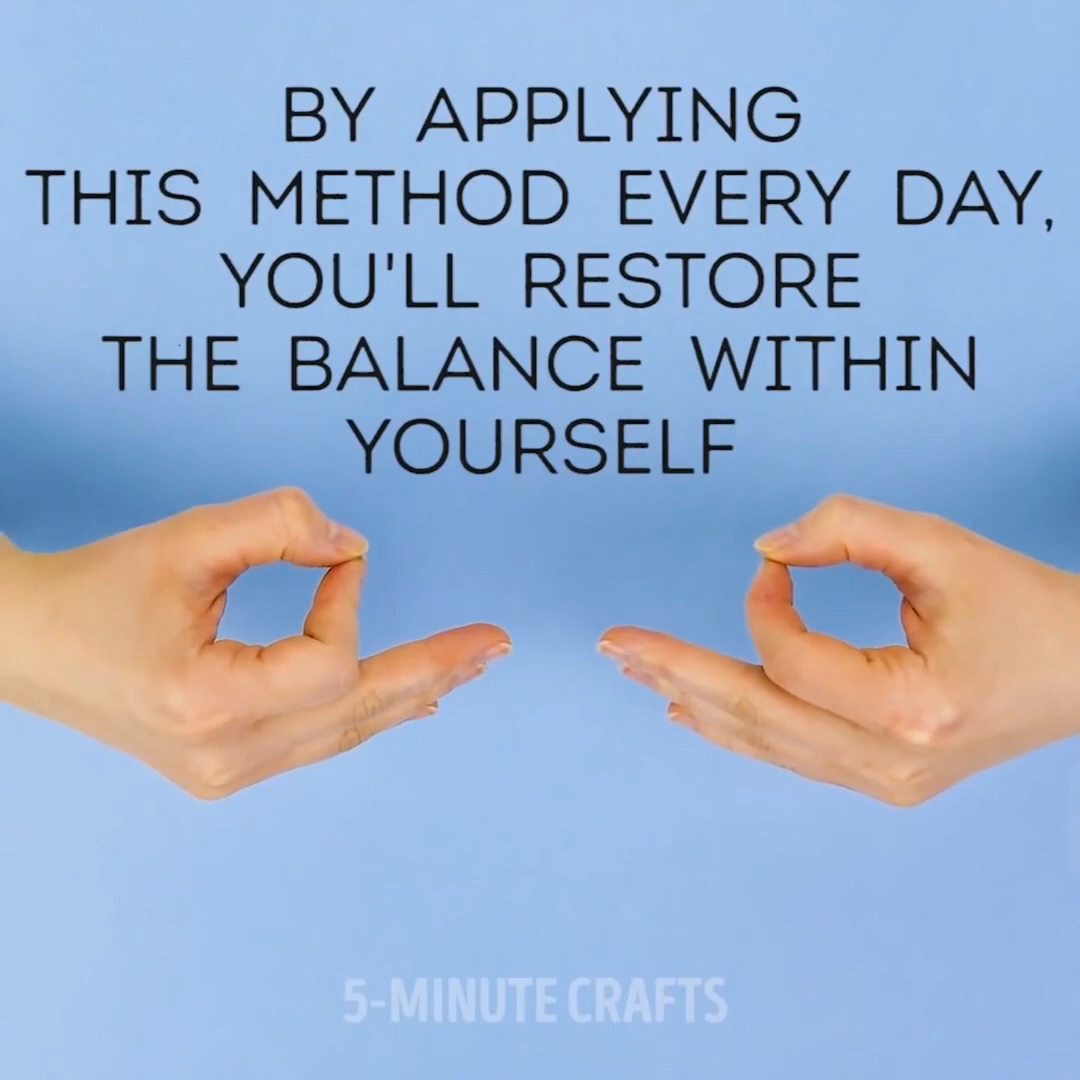 BY APPLYING
THIS METHOD EVERY DAY,
YOU'LL RESTORE
THE BALANCE WITHIN
YOURSELF
5-MINUTE CRAFTS